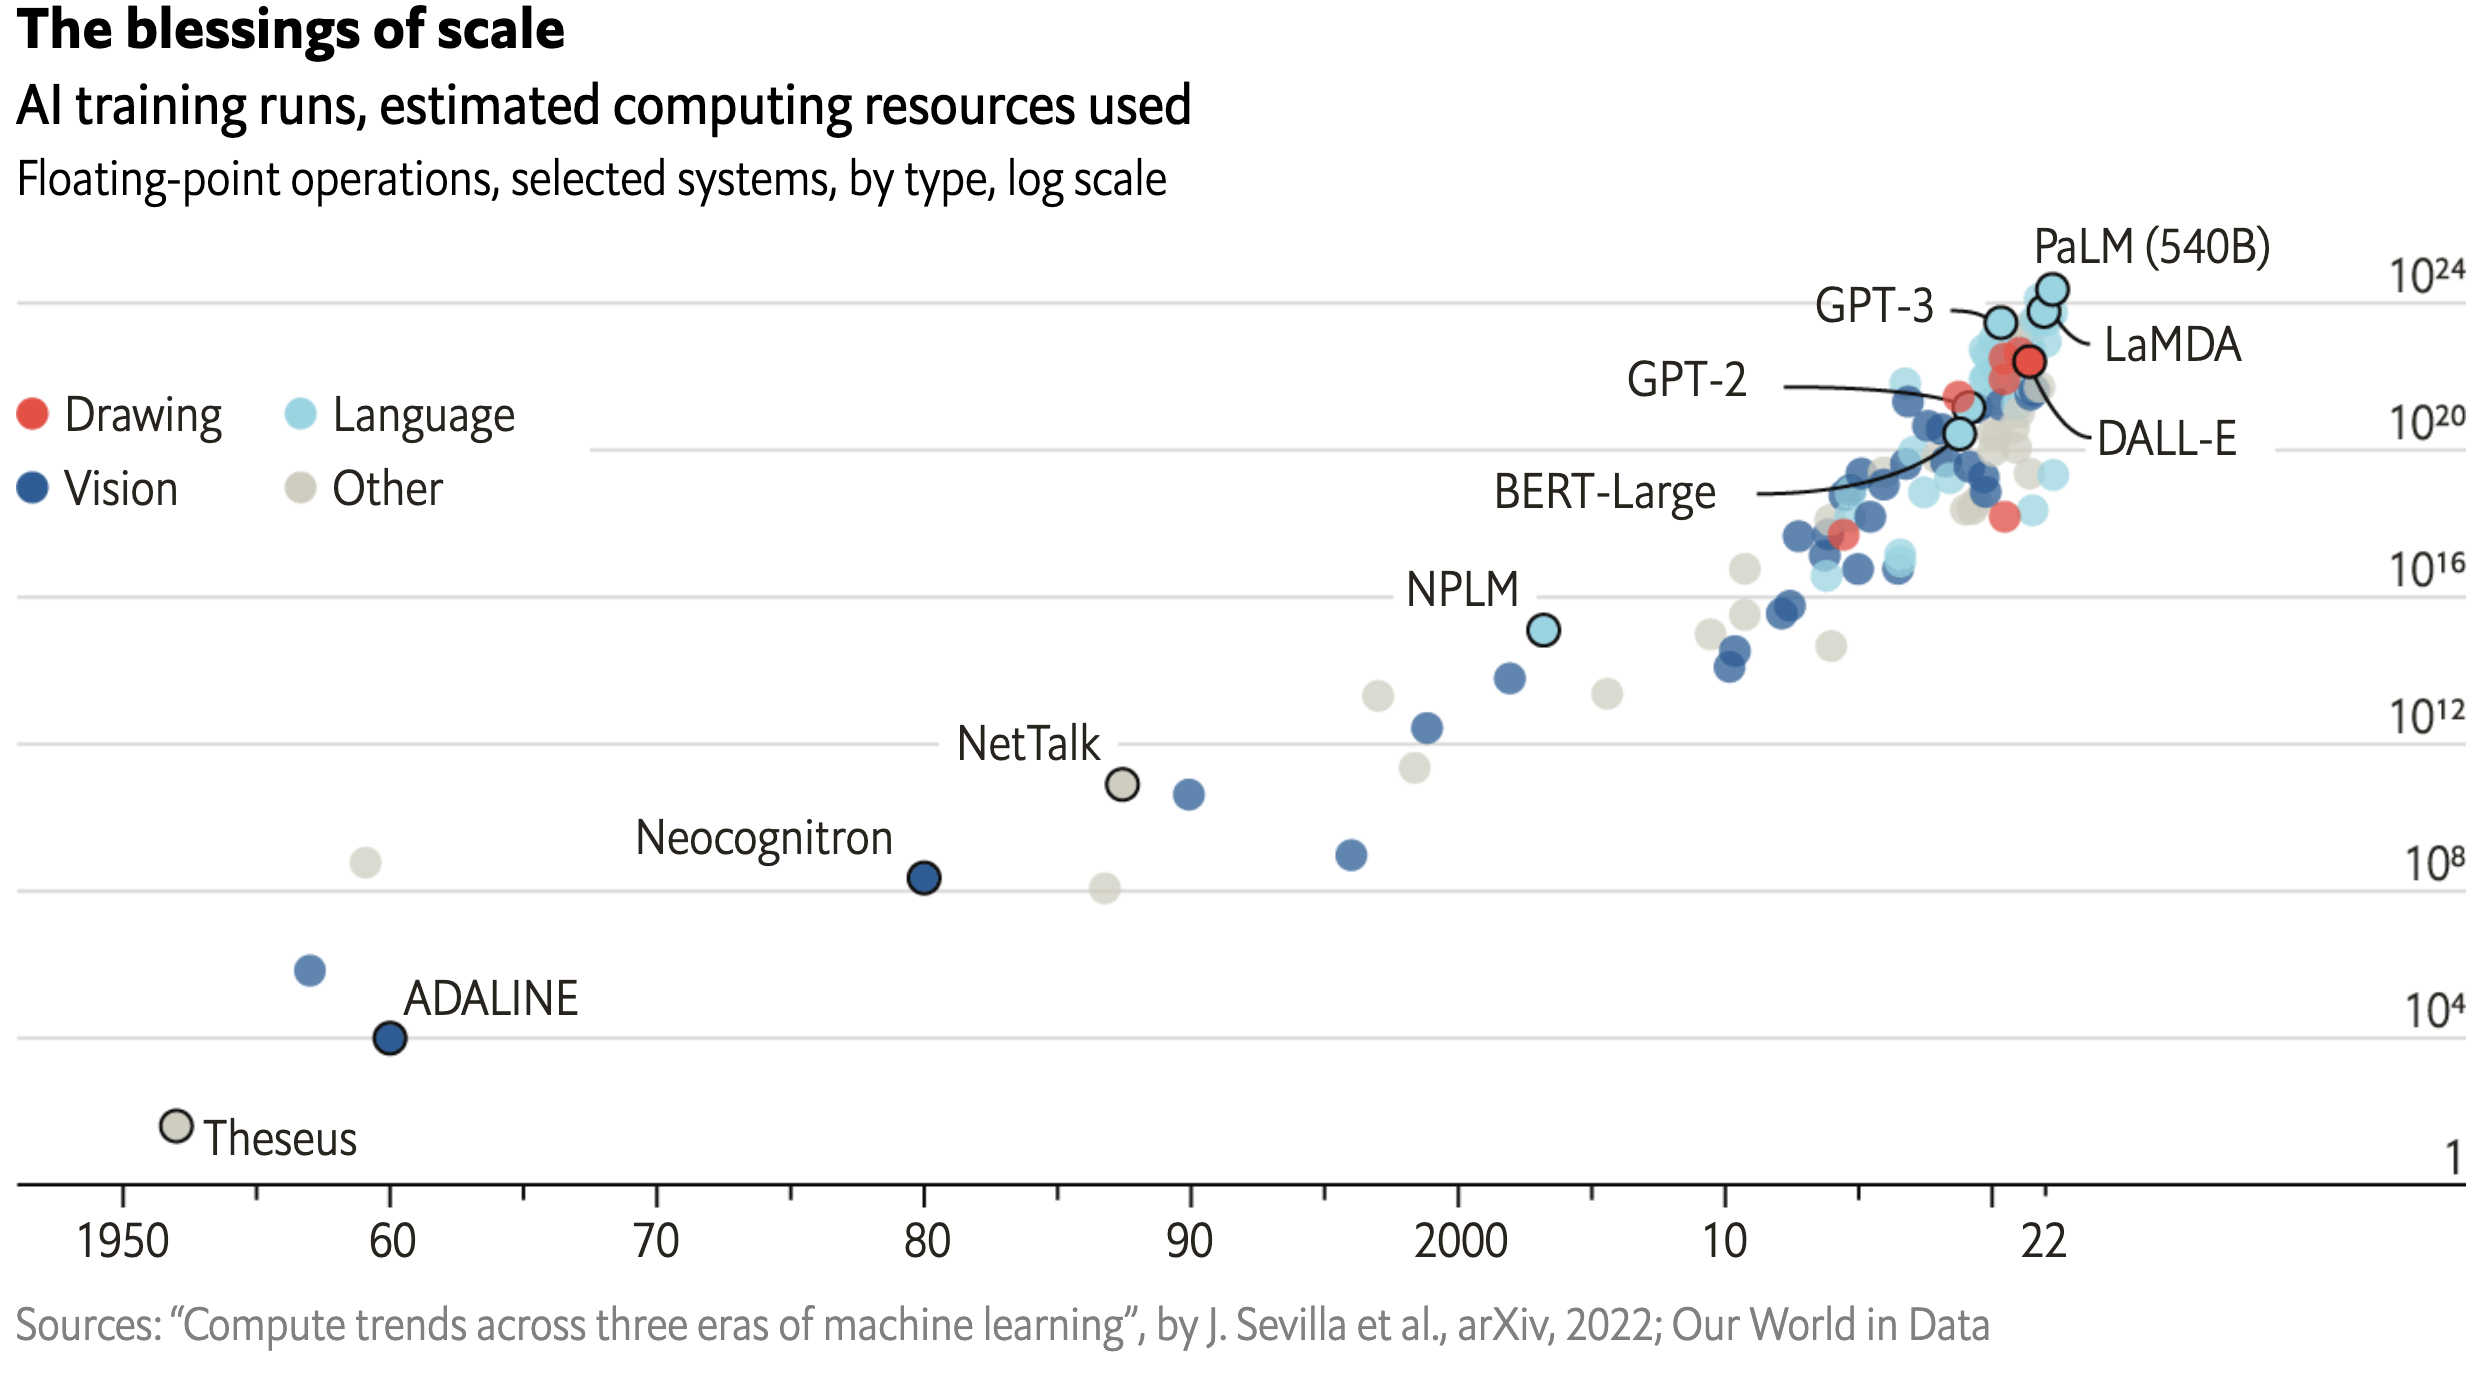 The blessings of scale
AI training runs, estimated computing resources used
Floating-point operations, selected systems, by type, log scale
PaLM (540B)
10²⁴
GPT-3
LaMDA
GPT-2
Drawing
Language
10²⁰
DALL-E
Vision
Other
BERT-Large
10¹⁶
NPLM
10¹²
NetTalk
Neocognitron
10⁸
ADALINE
10⁴
Theseus
1
1950 60 70 80 90 2000 10 22
Sources: “Compute trends across three eras of machine learning”, by J. Sevilla et al., arXiv, 2022; Our World in Data